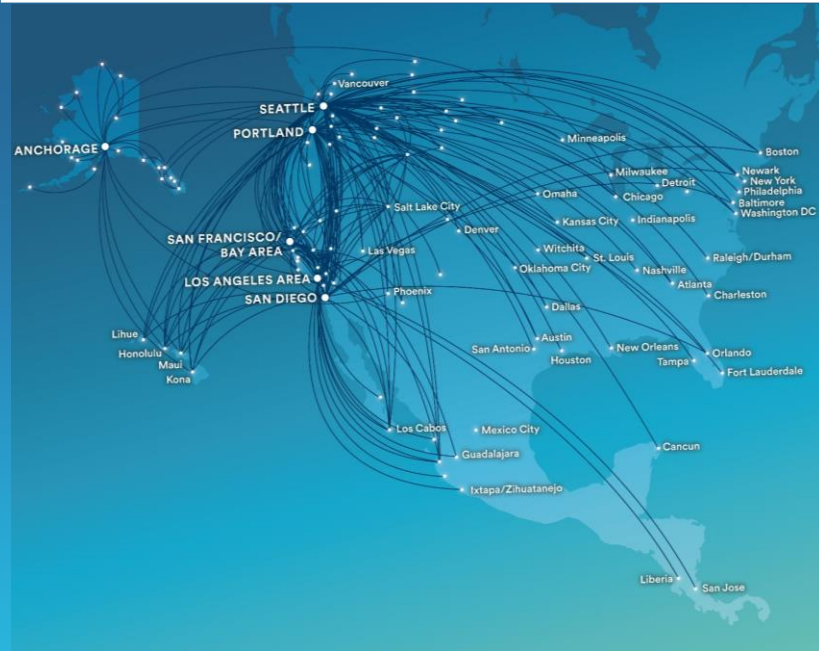 Vancouver
SEATTLE
PORTLAND
ANCHORAGE
Minneapolis
Boston
Milwaukee
Newark
Detroit
New York
Philadelphia
Omaha
Chicago
Baltimore
Salt Lake City
Washington DC
Kansas City
Indianapolis
Denver
SAN FRANCISCO/
BAY AREA
Las Vegas
Witchita
St. Louis
Raleigh/Durham
Oklahoma City
Nashville
LOS ANGELES AREA
Atlanta
SAN DIEGO
Phoenix
Charleston
Dallas
Lihue
Austin
Honolulu
San Antonio
New Orleans
Orlando
Houston
Tampa
Maui
Fort Lauderdale
Kona
Los Cabos
Mexico City
Cancun
Guadalajara
Ixtapa/Zihuatanejo
Liberia
San Jose